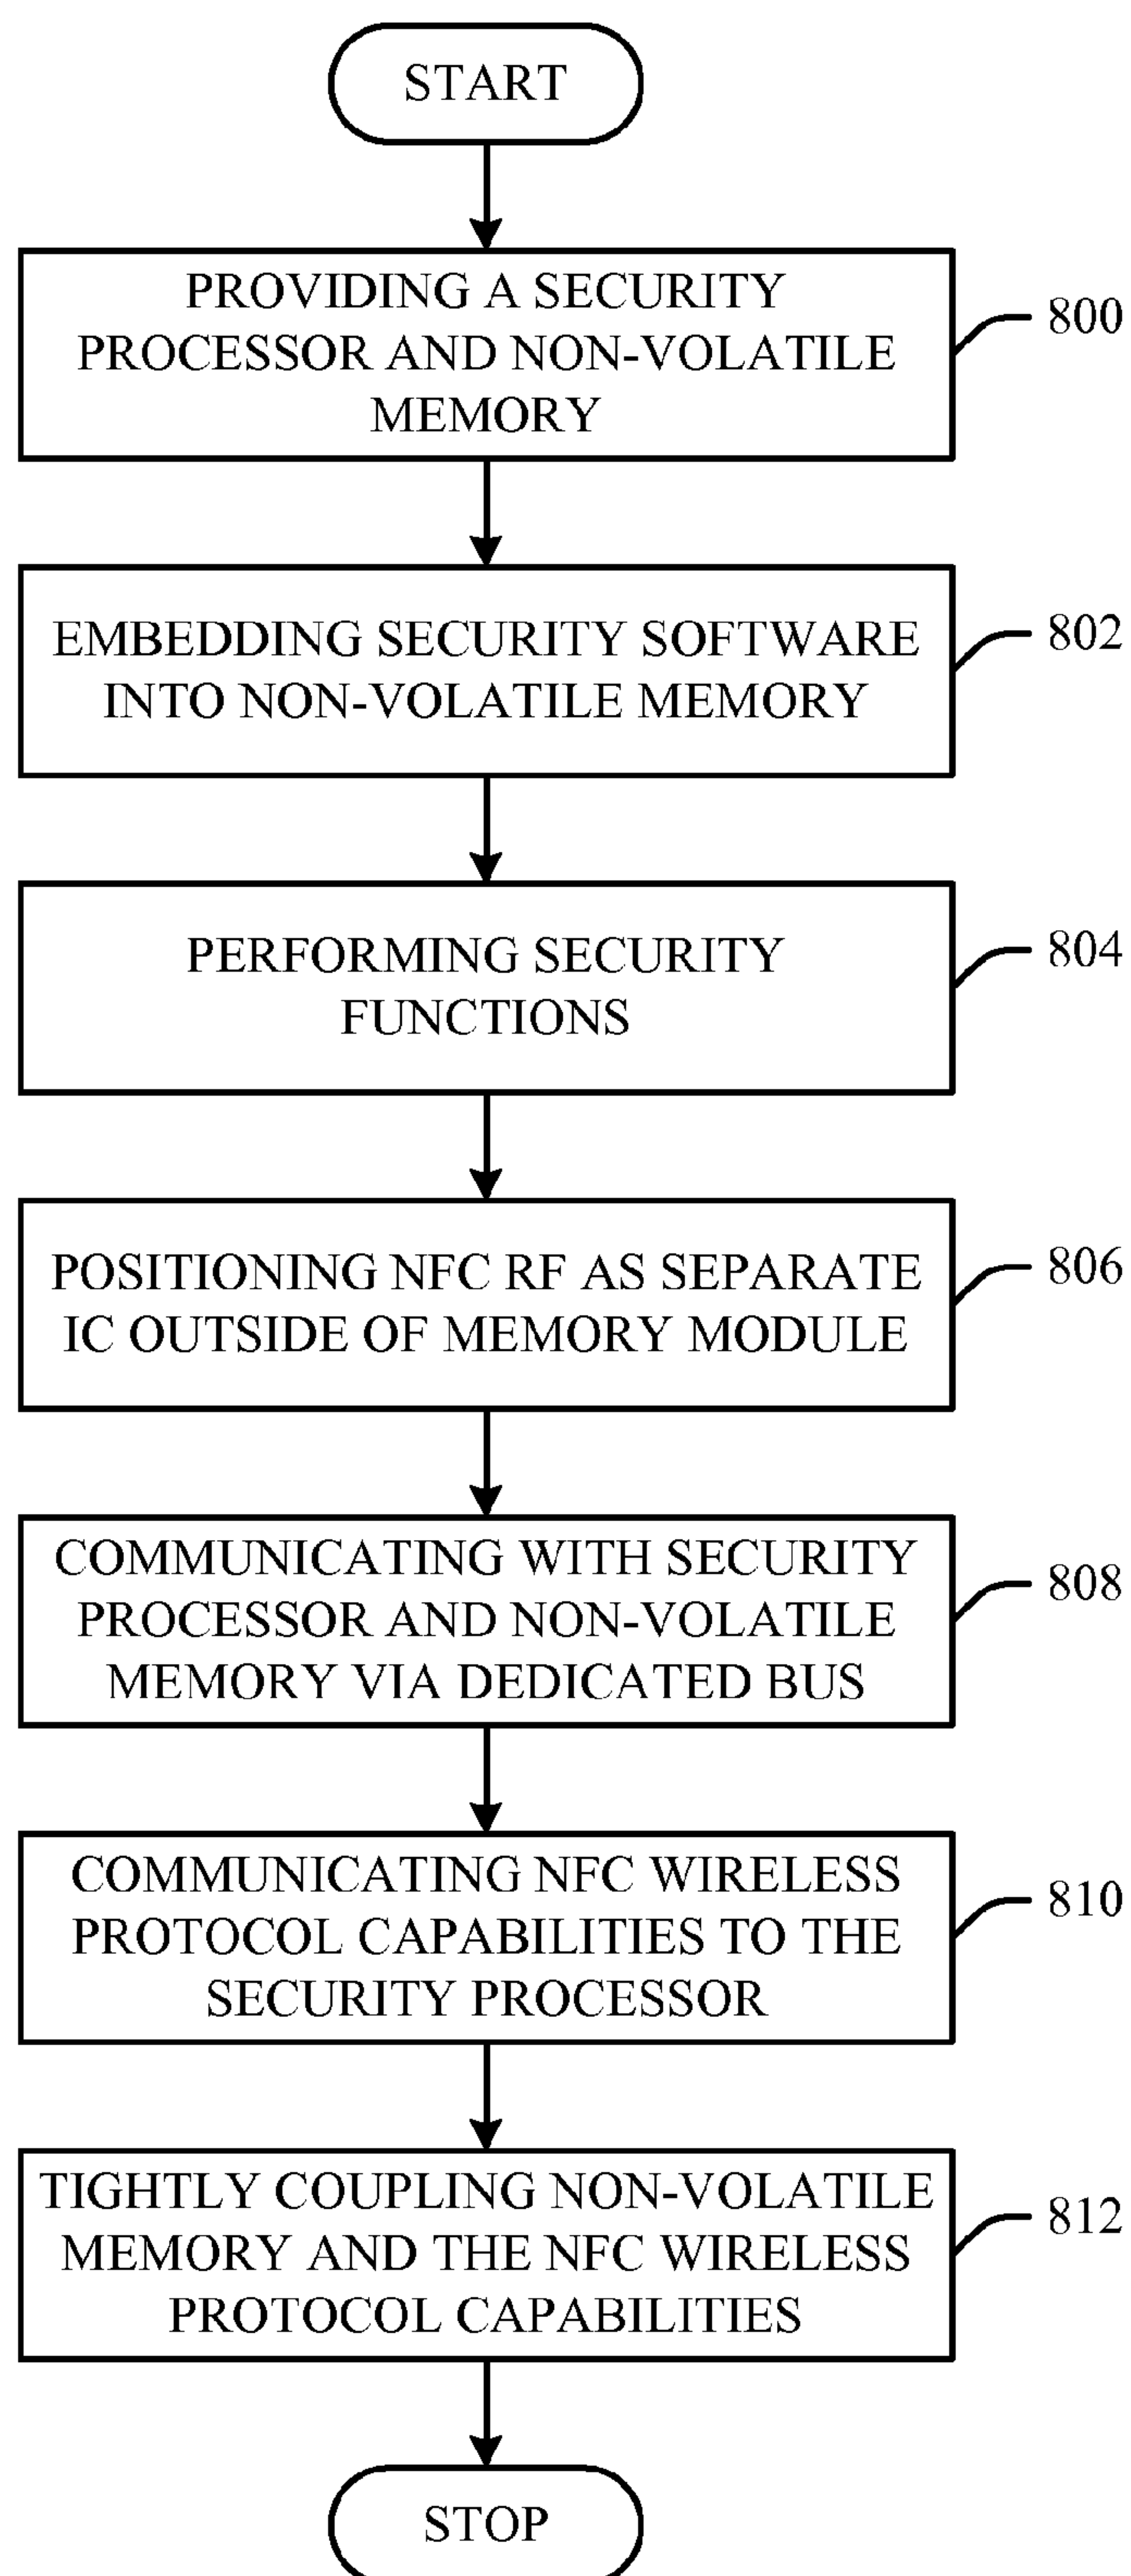 START
PROVIDING A SECURITY
PROCESSOR AND NON-VOLATILE
MEMORY
800
EMBEDDING SECURITY SOFTWARE
INTO NON-VOLATILE MEMORY
802
PERFORMING SECURITY
FUNCTIONS
804
POSITIONING NFC RF AS SEPARATE
IC OUTSIDE OF MEMORY MODULE
806
COMMUNICATING WITH SECURITY
PROCESSOR AND NON-VOLATILE
MEMORY VIA DEDICATED BUS
808
COMMUNICATING NFC WIRELESS
PROTOCOL CAPABILITIES TO THE
SECURITY PROCESSOR
810
TIGHTLY COUPLING NON-VOLATILE
MEMORY AND THE NFC WIRELESS
PROTOCOL CAPABILITIES
812
STOP